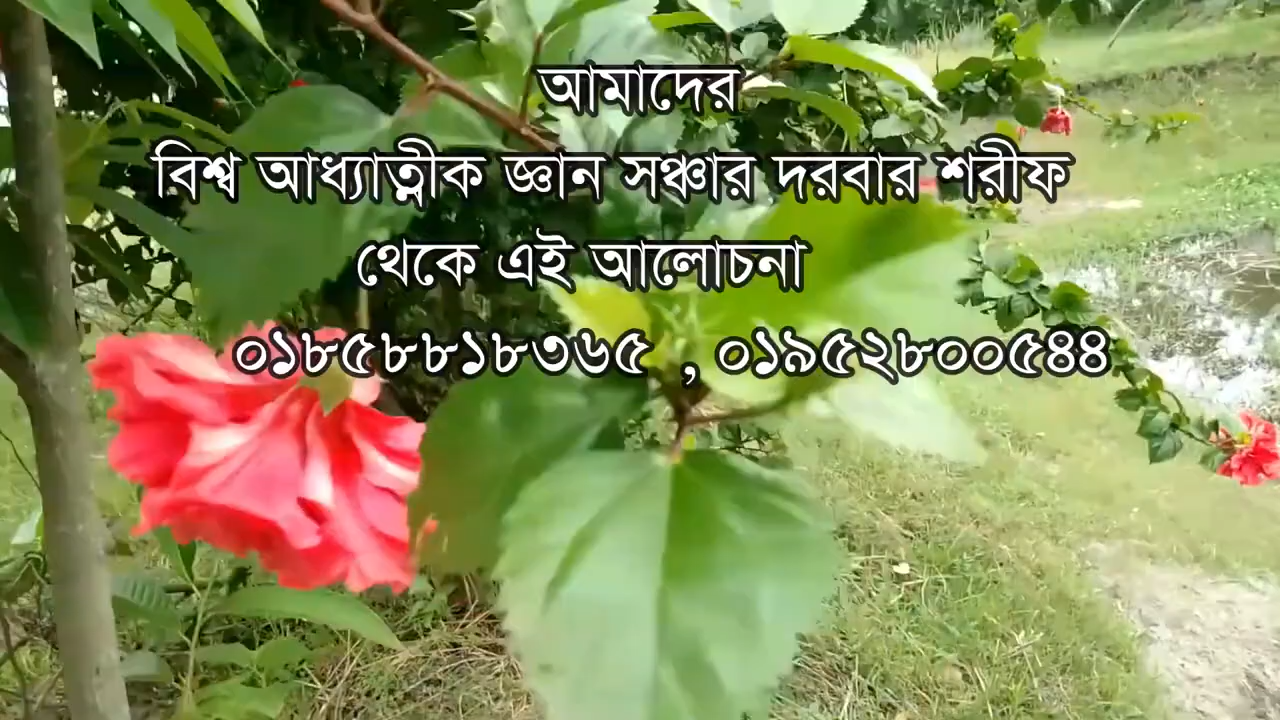 আমাদের
বিশ্ব আধ্যাত্নীক জ্ঞান সঞ্চার দরবার শরীফ
থেকে এই আলোচনা
০১৮৫৮৮১৮৩৬৫ , ০১৯৫২৮০০৫৪৪